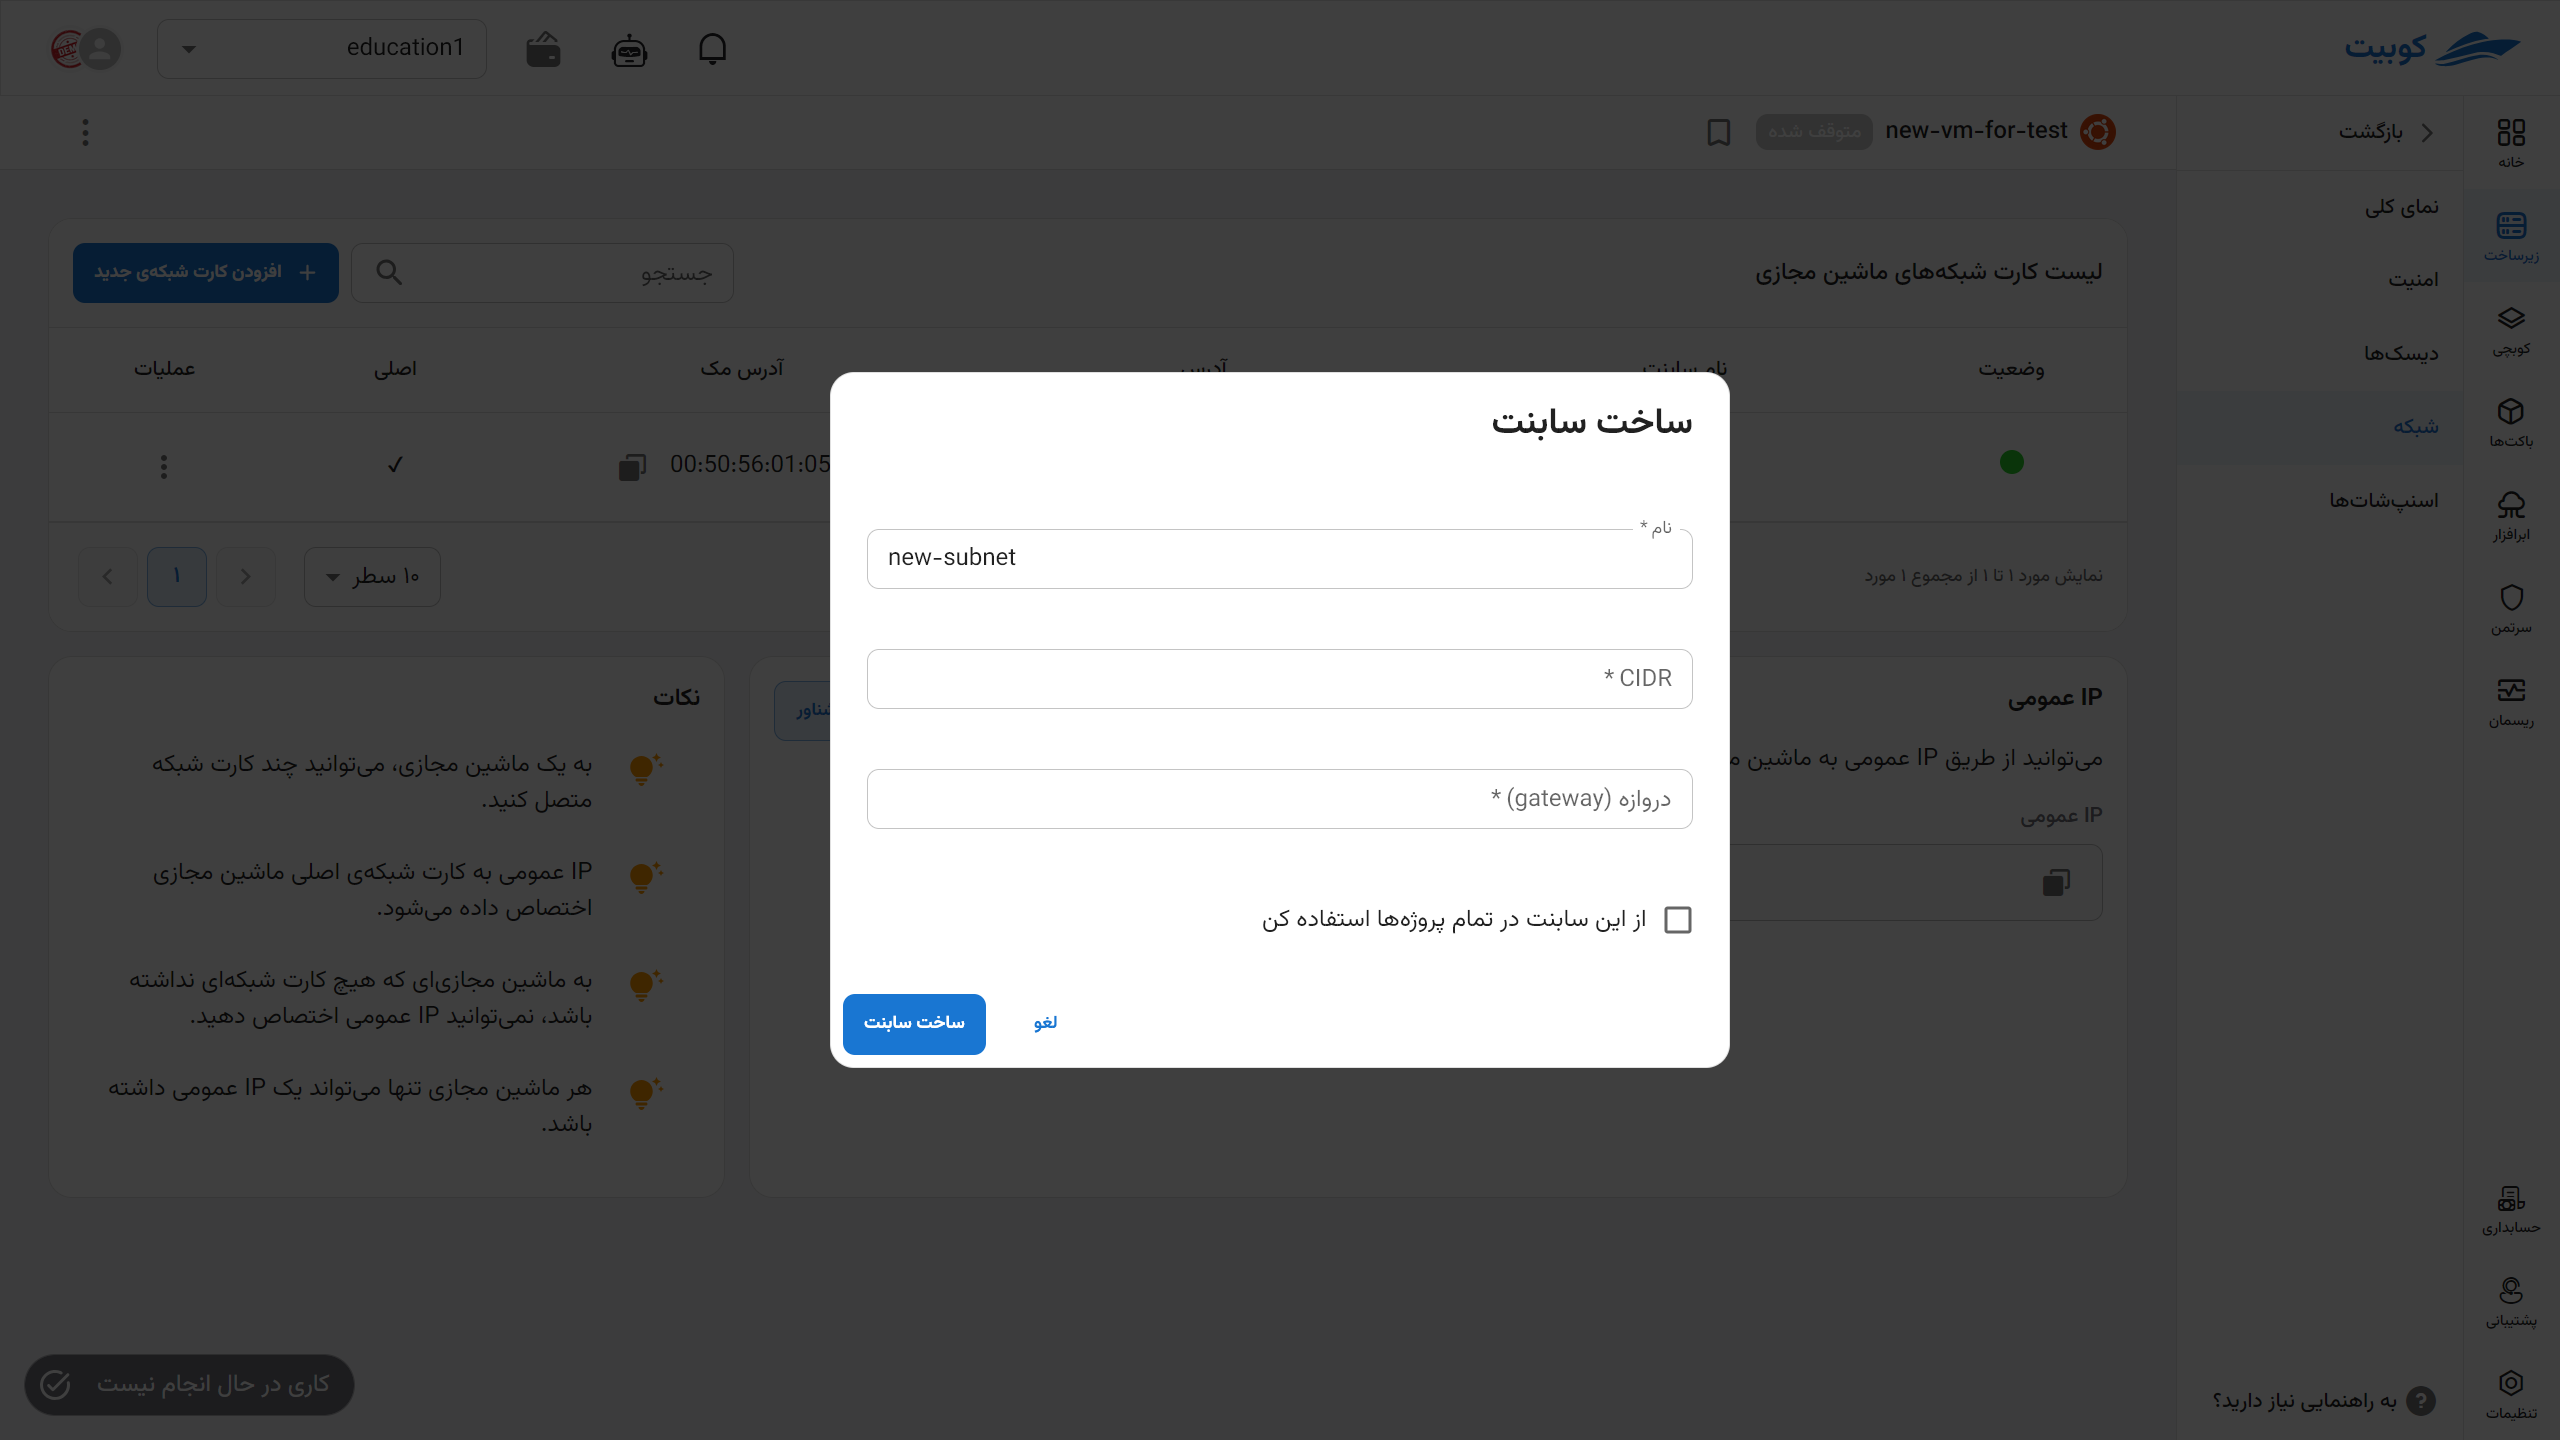 کوبیت
education1
بازگشت
new-vm-for-test
متوقف شده
خانه
زیرساخت
کوبچی
باکت‌ها
ابرافزار
سرتمن
ریسمان
حسابداری
پشتیبانی
تنظیمات
نمای کلی
امنیت
دیسک‌ها
شبکه
اسنپ‌شات‌ها
به راهنمایی نیاز دارید؟
لیست کارت شبکه‌های ماشین مجازی
جستجو
افزودن کارت شبکه‌ی جدید
وضعیت
نام سابنت
آدرس
آدرس مک
اصلی
عملیات
00:50:56:01:05
نمایش مورد ۱ تا ۱ از مجموع ۱ مورد
۱۰ سطر
۱
ساخت سابنت
نام *
new-subnet
CIDR *
دروازه (gateway) *
از این سابنت در تمام پروژه‌ها استفاده کن
لغو
ساخت سابنت
IP عمومی
می‌توانید از طریق IP عمومی به ماشین
IP عمومی
نکات
به یک ماشین مجازی، می‌توانید چند کارت شبکه
متصل کنید.
IP عمومی به کارت شبکه‌ی اصلی ماشین مجازی
اختصاص داده می‌شود.
به ماشین مجازی‌ای که هیچ کارت شبکه‌ای نداشته
باشد، نمی‌توانید IP عمومی اختصاص دهید.
هر ماشین مجازی تنها می‌تواند یک IP عمومی داشته
باشد.
کاری در حال انجام نیست